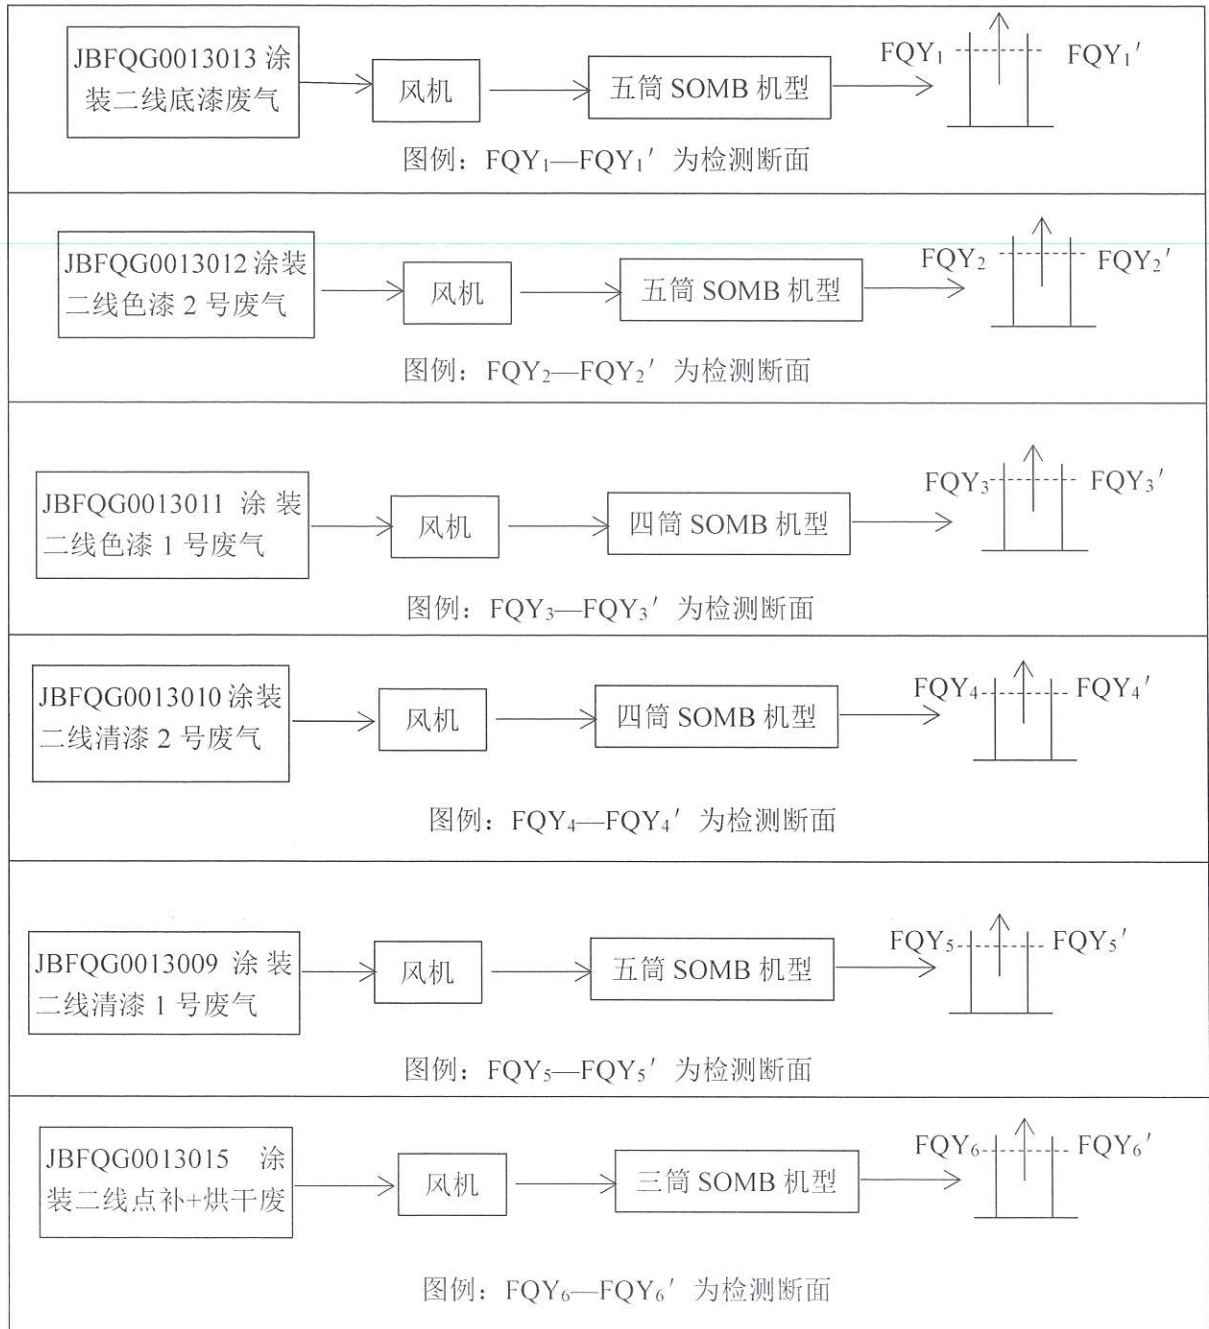 JBFQG0013013 涂
装二线底漆废气
风机
五筒 SOMB 机型
FQY₁
FQY₁′
图例：FQY₁—FQY₁′ 为检测断面
JBFQG0013012 涂装
二线色漆 2 号废气
风机
五筒 SOMB 机型
FQY₂
FQY₂′
图例：FQY₂—FQY₂′ 为检测断面
JBFQG0013011 涂装
二线色漆 1 号废气
风机
四筒 SOMB 机型
FQY₃
FQY₃′
图例：FQY₃—FQY₃′ 为检测断面
JBFQG0013010 涂装
二线清漆 2 号废气
风机
四筒 SOMB 机型
FQY₄
FQY₄′
图例：FQY₄—FQY₄′ 为检测断面
JBFQG0013009 涂装
二线清漆 1 号废气
风机
五筒 SOMB 机型
FQY₅
FQY₅′
图例：FQY₅—FQY₅′ 为检测断面
JBFQG0013015 涂
装二线点补+烘干废
风机
三筒 SOMB 机型
FQY₆
FQY₆′
图例：FQY₆—FQY₆′ 为检测断面